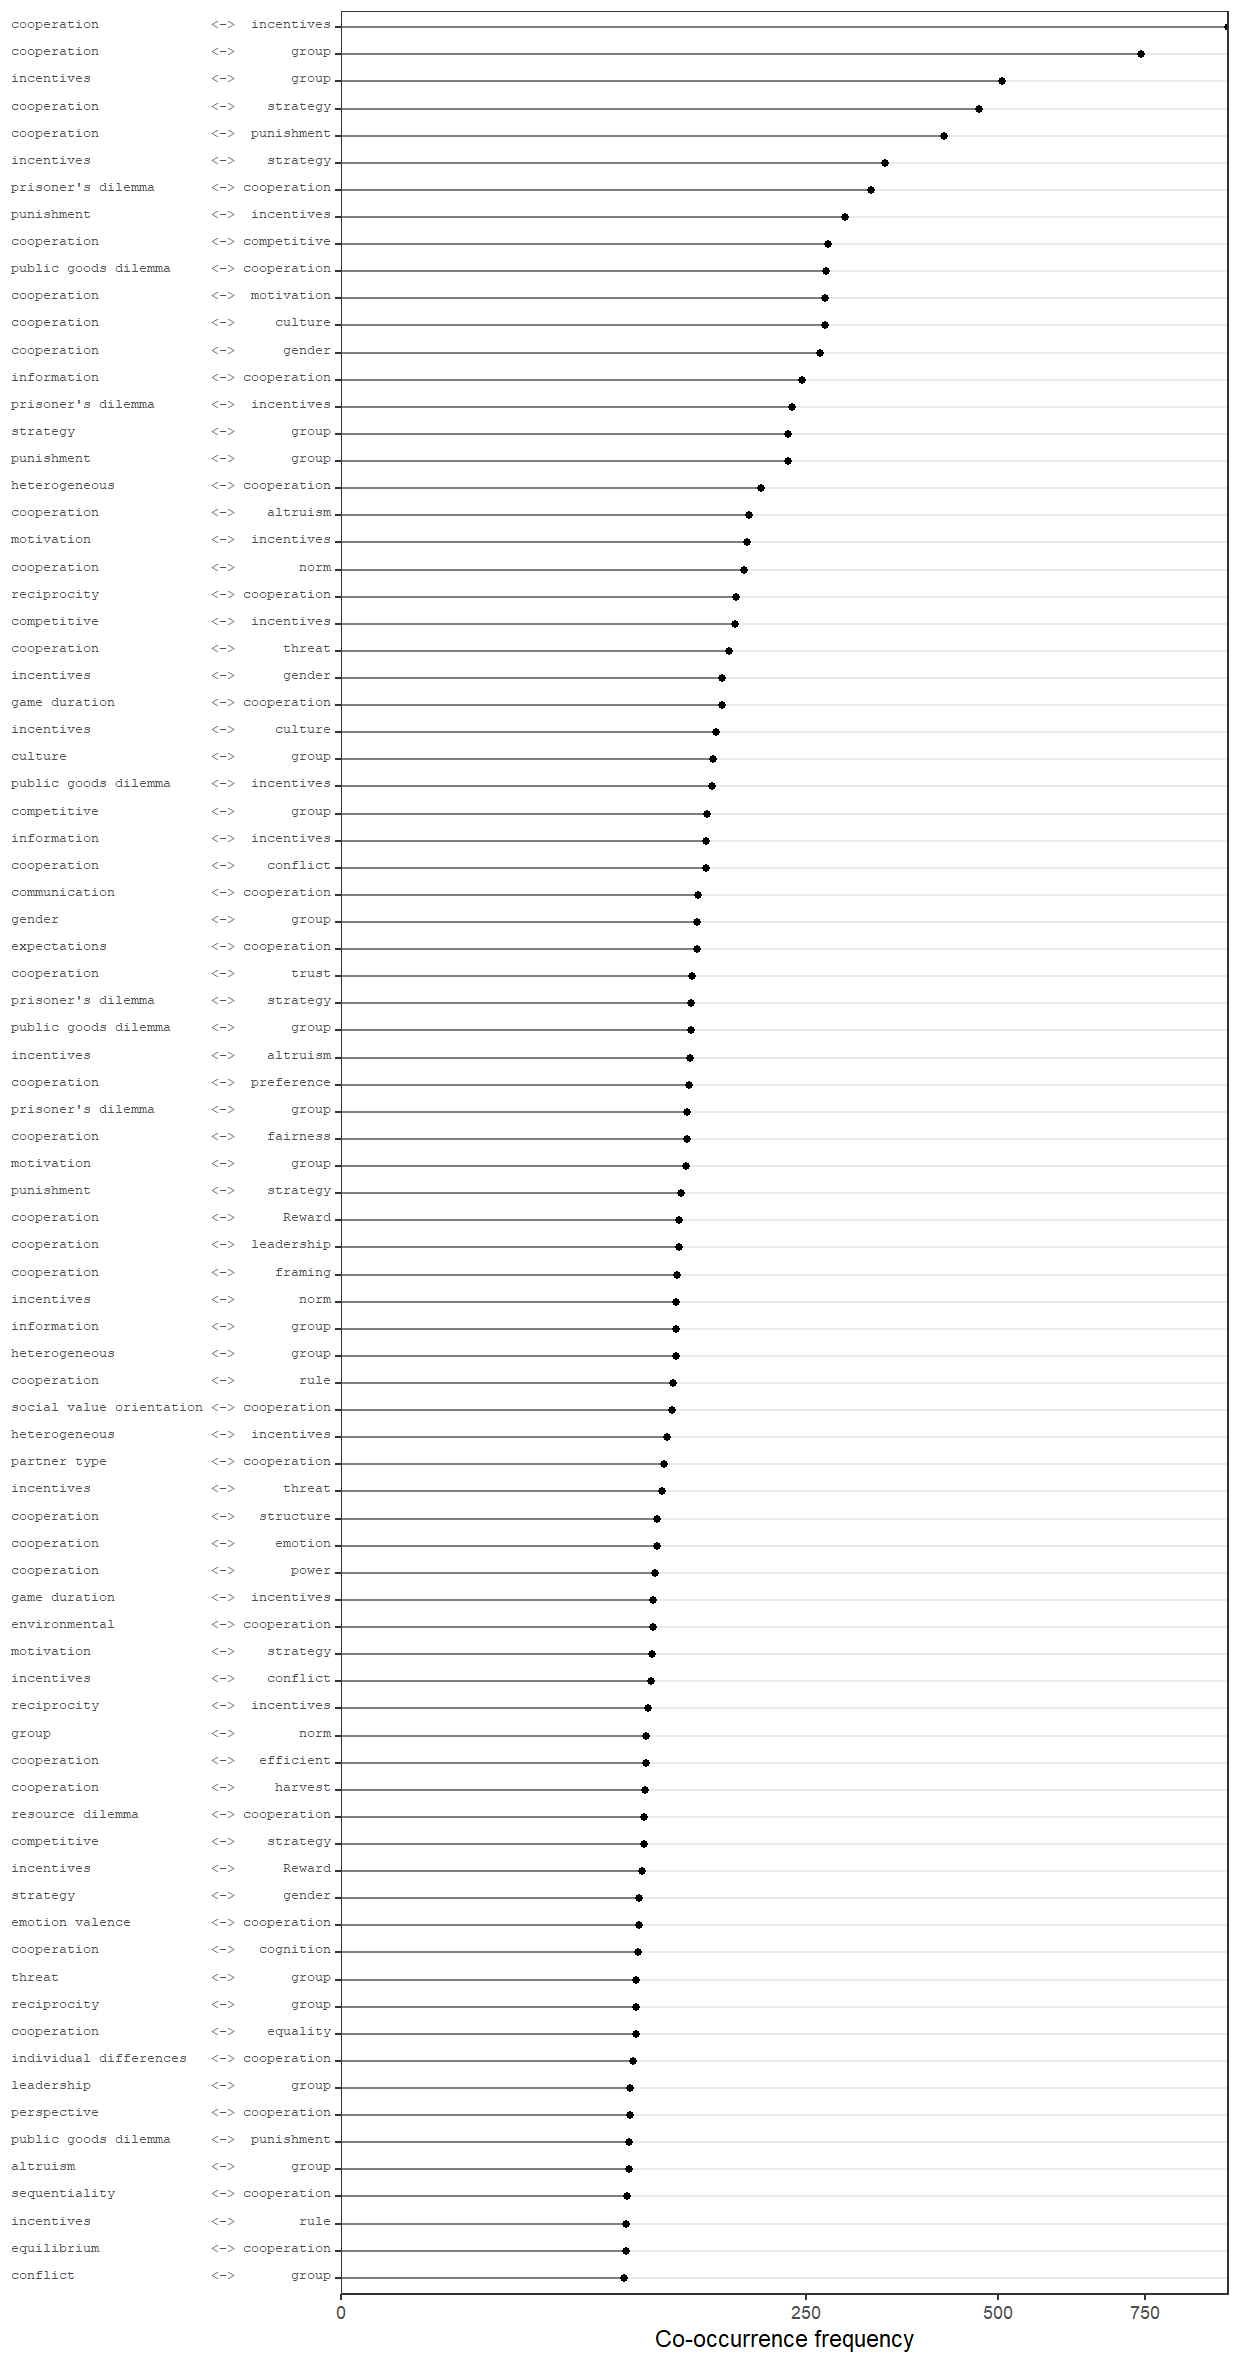 cooperation <-> incentives
cooperation <-> group
incentives <-> group
cooperation <-> strategy
cooperation <-> punishment
incentives <-> strategy
prisoner's dilemma <-> cooperation
punishment <-> incentives
cooperation <-> competitive
public goods dilemma <-> cooperation
cooperation <-> motivation
cooperation <-> culture
cooperation <-> gender
information <-> cooperation
prisoner's dilemma <-> incentives
strategy <-> group
punishment <-> group
heterogeneous <-> cooperation
cooperation <-> altruism
motivation <-> incentives
cooperation <-> norm
reciprocity <-> cooperation
competitive <-> incentives
cooperation <-> threat
incentives <-> gender
game duration <-> cooperation
incentives <-> culture
culture <-> group
public goods dilemma <-> incentives
competitive <-> group
information <-> incentives
cooperation <-> conflict
communication <-> cooperation
gender <-> group
expectations <-> cooperation
cooperation <-> trust
prisoner's dilemma <-> strategy
public goods dilemma <-> group
incentives <-> altruism
cooperation <-> preference
prisoner's dilemma <-> group
cooperation <-> fairness
motivation <-> group
punishment <-> strategy
cooperation <-> Reward
cooperation <-> leadership
cooperation <-> framing
incentives <-> norm
information <-> group
heterogeneous <-> group
cooperation <-> rule
social value orientation <-> cooperation
heterogeneous <-> incentives
partner type <-> cooperation
incentives <-> threat
cooperation <-> structure
cooperation <-> emotion
cooperation <-> power
game duration <-> incentives
environmental <-> cooperation
motivation <-> strategy
incentives <-> conflict
reciprocity <-> incentives
group <-> norm
cooperation <-> efficient
cooperation <-> harvest
resource dilemma <-> cooperation
competitive <-> strategy
incentives <-> Reward
strategy <-> gender
emotion valence <-> cooperation
cooperation <-> cognition
threat <-> group
reciprocity <-> group
cooperation <-> equality
individual differences <-> cooperation
leadership <-> group
perspective <-> cooperation
public goods dilemma <-> punishment
altruism <-> group
sequentiality <-> cooperation
incentives <-> rule
equilibrium <-> cooperation
conflict <-> group
0 250 500 750
Co-occurrence frequency